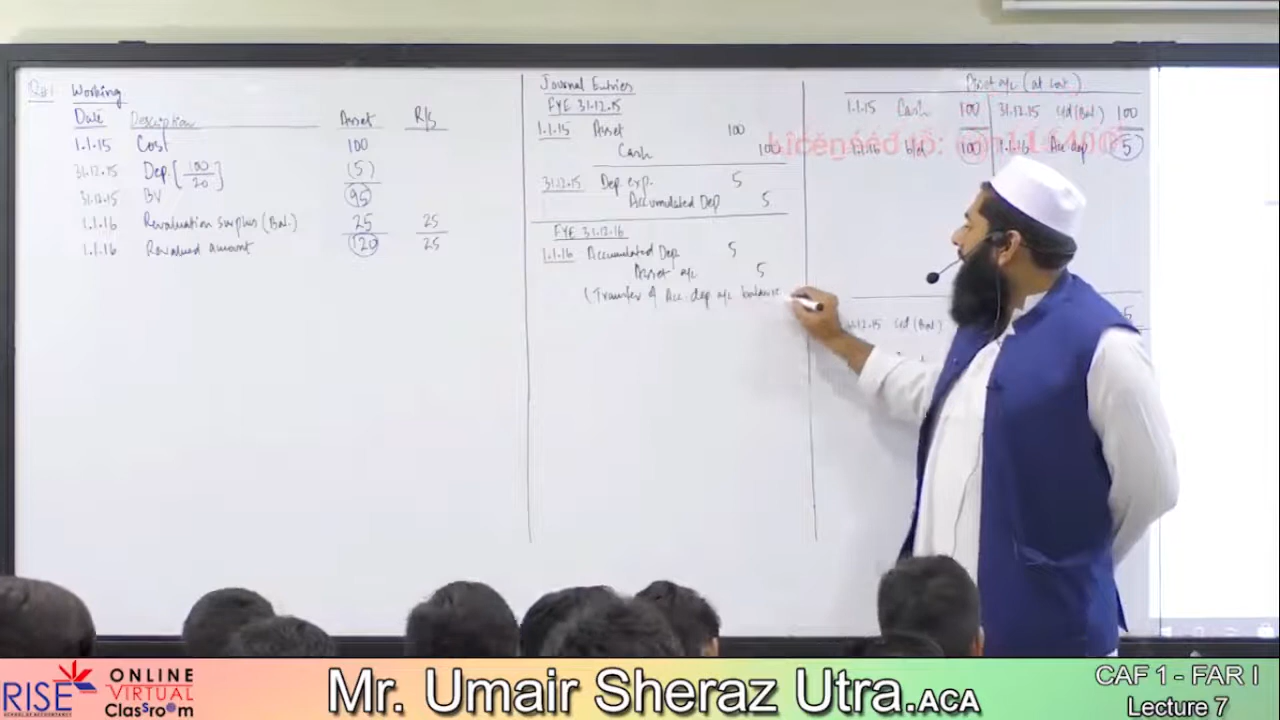 Working
Date Description Asset R/s
1.1.15 Cost 100
31.12.15 Dep. [100/20] (5)
31.12.15 BV 95
1.1.16 Revaluation surplus (Bal.) 25 25
1.1.16 Revalued amount 120 25
Journal Entries
FYE 31.12.15
1.1.15 Asset 100
Cash 100
31.12.15 Dep exp. 5
Accumulated Dep 5
FYE 31.12.16
1.1.16 Accumulated Dep. 5
Asset a/c 5
(Transfer of Acc. dep a/c balance
a/c (at cost)
1.1.15 Cash 100 31.12.15 c/d (Bal) 100
1.1.16 b/d 100 1.1.16 Acc dep 5
31.12.15 c/d (Bal) 5
Licensed to:
RISE
SCHOOL OF ACCOUNTANCY
ONLINE
VIRTUAL
ClasSroom
Mr. Umair Sheraz Utra.ACA
CAF 1 - FAR I
Lecture 7